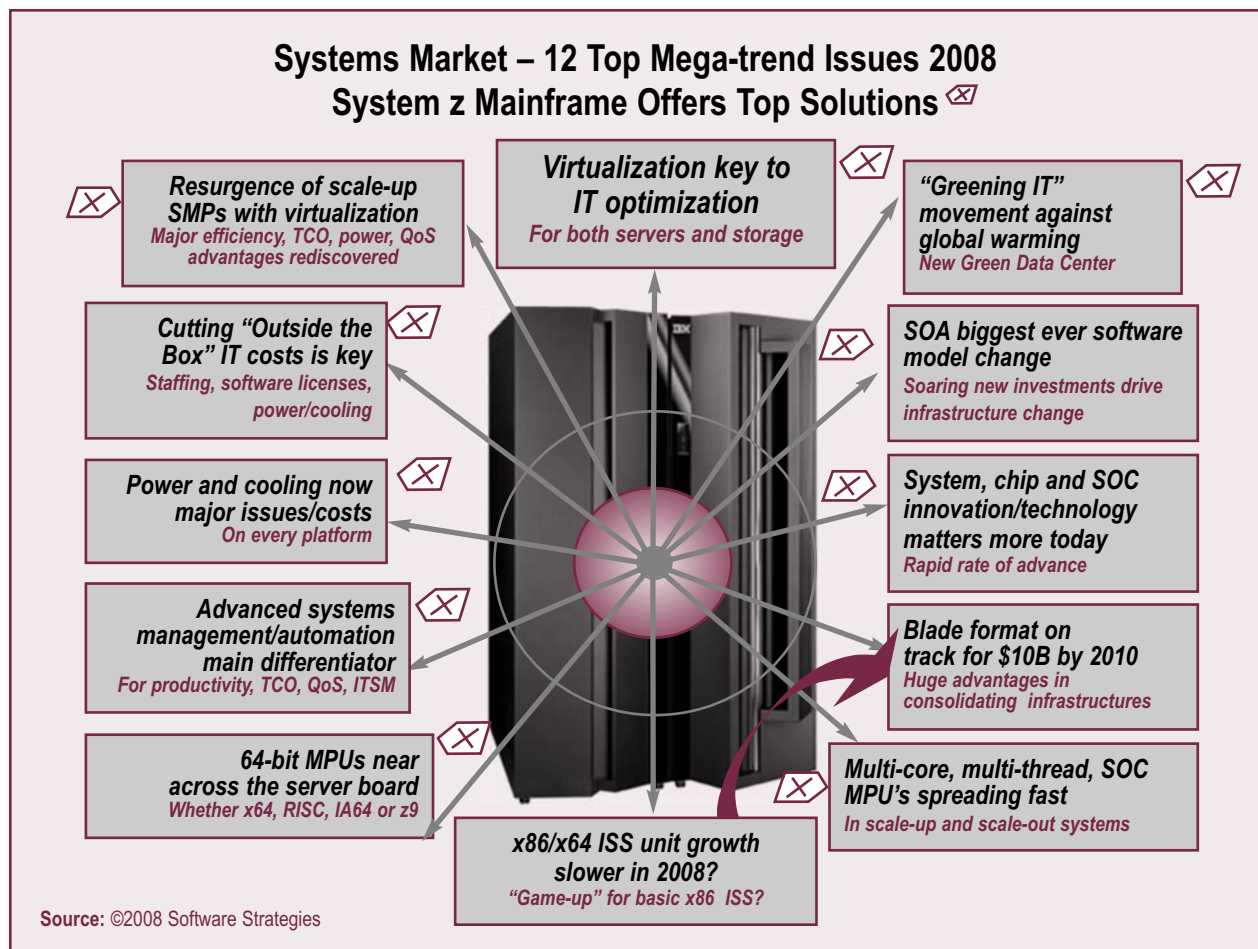 Systems Market – 12 Top Mega-trend Issues 2008
System z Mainframe Offers Top Solutions
Resurgence of scale-up
SMPs with virtualization
Major efficiency, TCO, power, QoS
advantages rediscovered
Virtualization key to
IT optimization
For both servers and storage
“Greening IT”
movement against
global warming
New Green Data Center
Cutting “Outside the
Box” IT costs is key
Staffing, software licenses,
power/cooling
SOA biggest ever software
model change
Soaring new investments drive
infrastructure change
Power and cooling now
major issues/costs
On every platform
System, chip and SOC
innovation/technology
matters more today
Rapid rate of advance
Advanced systems
management/automation
main differentiator
For productivity, TCO, QoS, ITSM
Blade format on
track for $10B by 2010
Huge advantages in
consolidating infrastructures
64-bit MPUs near
across the server board
Whether x64, RISC, IA64 or z9
Multi-core, multi-thread, SOC
MPU’s spreading fast
In scale-up and scale-out systems
x86/x64 ISS unit growth
slower in 2008?
“Game-up” for basic x86 ISS?
Source: ©2008 Software Strategies